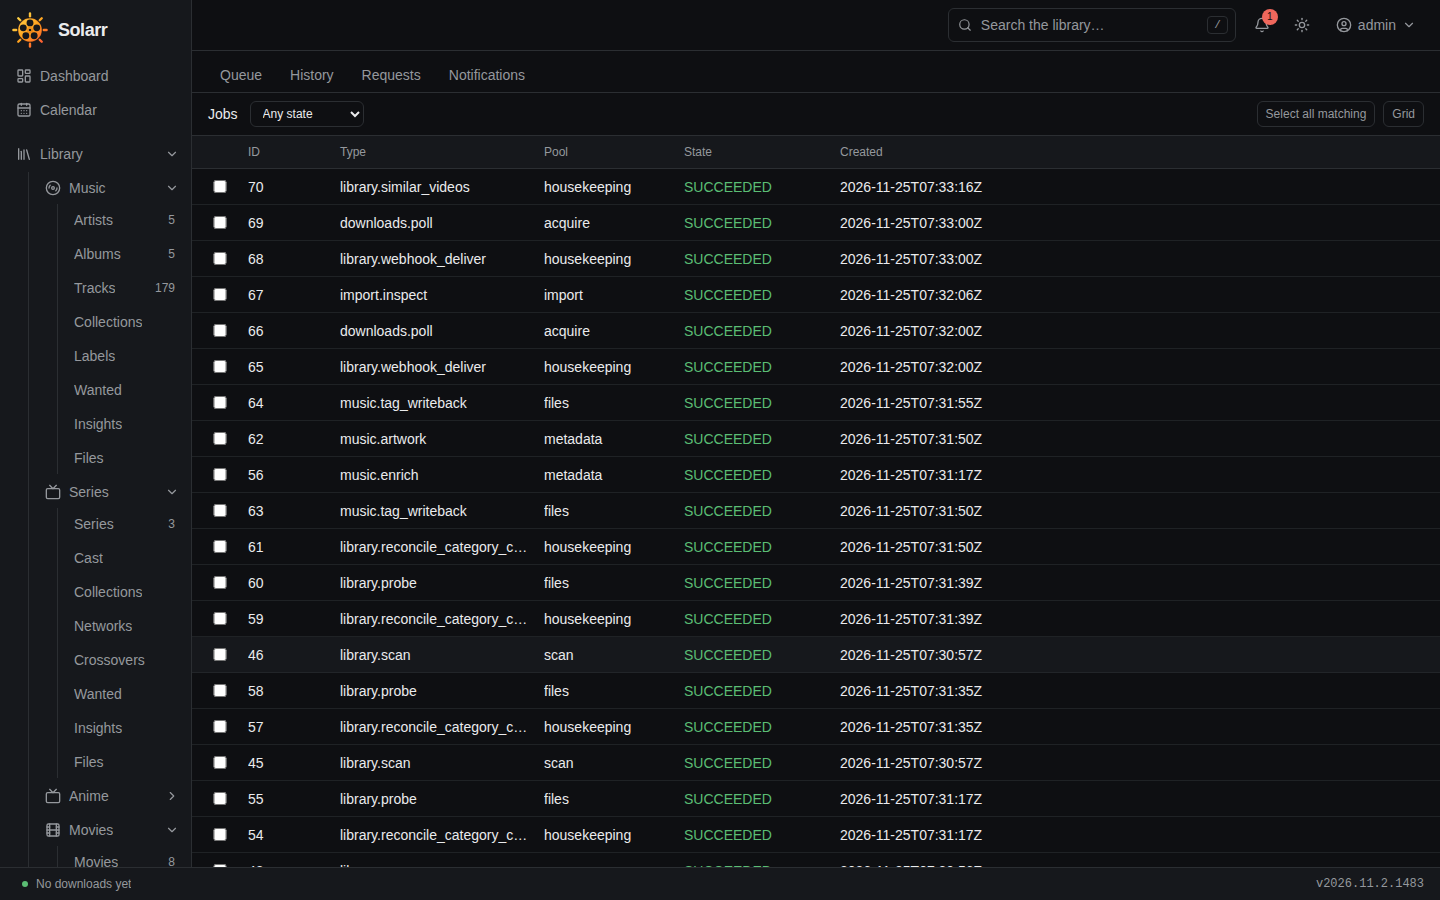 Solarr
Search the library…
/
1
admin
Dashboard
Calendar
Library
Music
Artists 5
Albums 5
Tracks 179
Collections
Labels
Wanted
Insights
Files
Series
Series 3
Cast
Collections
Networks
Crossovers
Wanted
Insights
Files
Anime
Movies
Movies 8
Queue History Requests Notifications
Jobs Any state Select all matching Grid
ID Type Pool State Created
70 library.similar_videos housekeeping SUCCEEDED 2026-11-25T07:33:16Z
69 downloads.poll acquire SUCCEEDED 2026-11-25T07:33:00Z
68 library.webhook_deliver housekeeping SUCCEEDED 2026-11-25T07:33:00Z
67 import.inspect import SUCCEEDED 2026-11-25T07:32:06Z
66 downloads.poll acquire SUCCEEDED 2026-11-25T07:32:00Z
65 library.webhook_deliver housekeeping SUCCEEDED 2026-11-25T07:32:00Z
64 music.tag_writeback files SUCCEEDED 2026-11-25T07:31:55Z
62 music.artwork metadata SUCCEEDED 2026-11-25T07:31:50Z
56 music.enrich metadata SUCCEEDED 2026-11-25T07:31:17Z
63 music.tag_writeback files SUCCEEDED 2026-11-25T07:31:50Z
61 library.reconcile_category_c… housekeeping SUCCEEDED 2026-11-25T07:31:50Z
60 library.probe files SUCCEEDED 2026-11-25T07:31:39Z
59 library.reconcile_category_c… housekeeping SUCCEEDED 2026-11-25T07:31:39Z
46 library.scan scan SUCCEEDED 2026-11-25T07:30:57Z
58 library.probe files SUCCEEDED 2026-11-25T07:31:35Z
57 library.reconcile_category_c… housekeeping SUCCEEDED 2026-11-25T07:31:35Z
45 library.scan scan SUCCEEDED 2026-11-25T07:30:57Z
55 library.probe files SUCCEEDED 2026-11-25T07:31:17Z
54 library.reconcile_category_c… housekeeping SUCCEEDED 2026-11-25T07:31:17Z
No downloads yet
v2026.11.2.1483